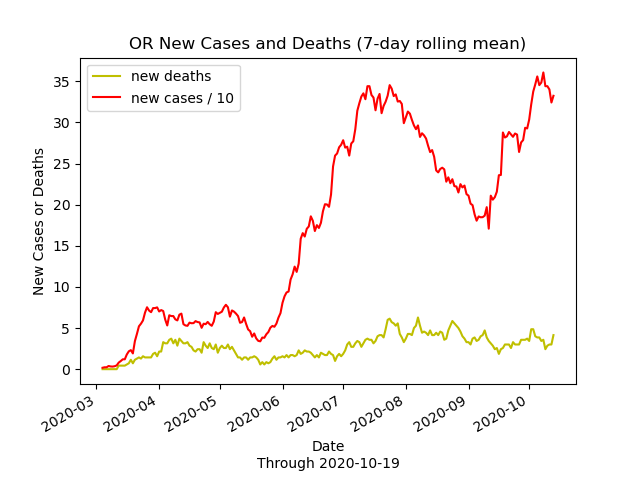 OR New Cases and Deaths (7-day rolling mean)
new deaths
new cases / 10
35
30
25
20
15
10
5
0
New Cases or Deaths
2020-03
2020-04
2020-05
2020-06
2020-07
2020-08
2020-09
2020-10
Date
Through 2020-10-19